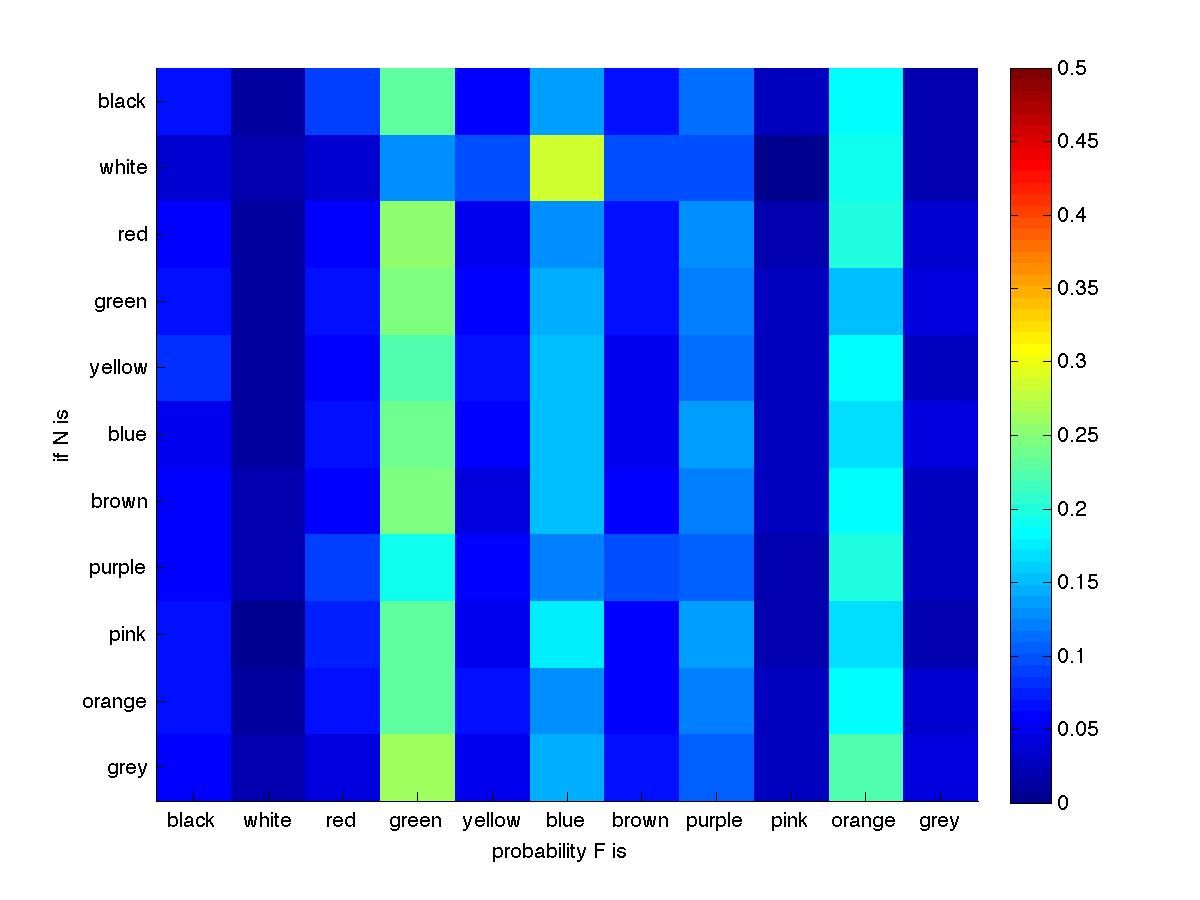 black
white
red
green
yellow
blue
brown
purple
pink
orange
grey
if N is
black white red green yellow blue brown purple pink orange grey
probability F is
0.5
0.45
0.4
0.35
0.3
0.25
0.2
0.15
0.1
0.05
0